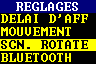 REGLAGES
DELAI D'AFF
MOUVEMENT
SCN. ROTATE
BLUETOOTH